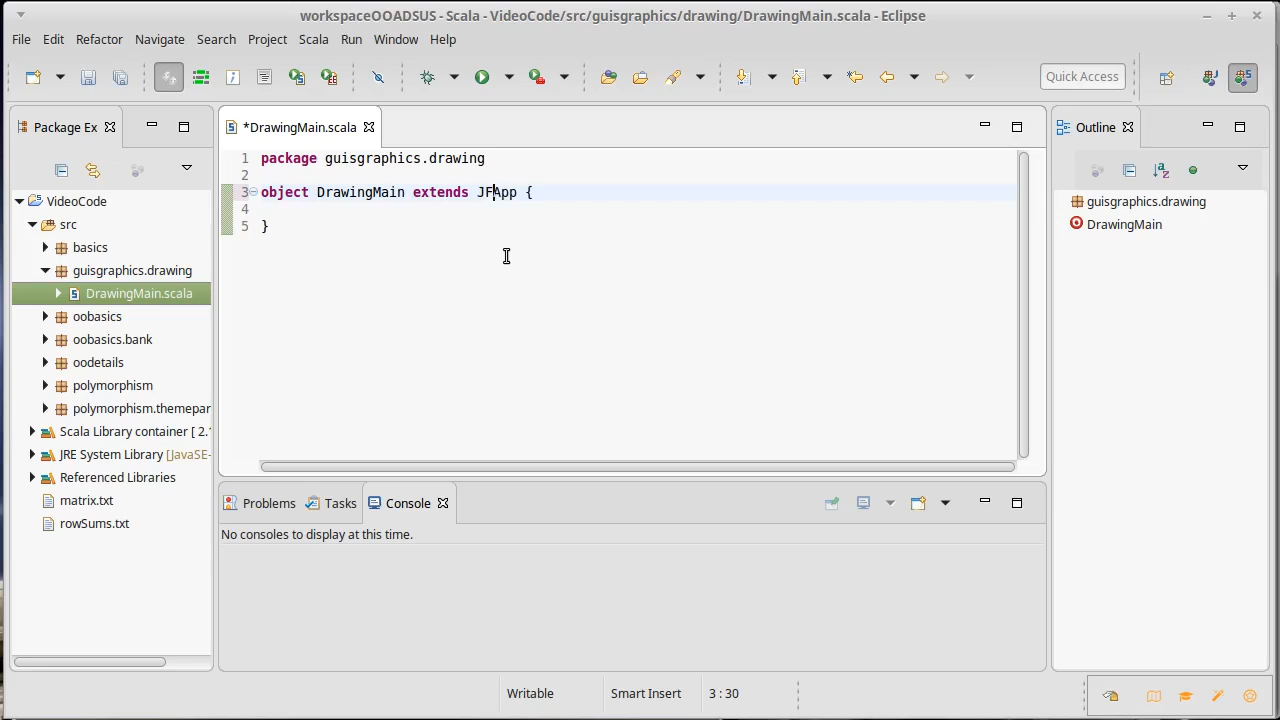 workspaceOOADSUS - Scala - VideoCode/src/guisgraphics/drawing/DrawingMain.scala - Eclipse
File Edit Refactor Navigate Search Project Scala Run Window Help
Quick Access
Package Ex
VideoCode
src
basics
guisgraphics.drawing
DrawingMain.scala
oobasics
oobasics.bank
oodetails
polymorphism
polymorphism.themepar
Scala Library container [ 2.
JRE System Library [JavaSE-
Referenced Libraries
matrix.txt
rowSums.txt
*DrawingMain.scala
1 package guisgraphics.drawing
2
3 object DrawingMain extends JFApp {
4
5 }
Problems Tasks Console
No consoles to display at this time.
Outline
guisgraphics.drawing
DrawingMain
Writable Smart Insert 3 : 30